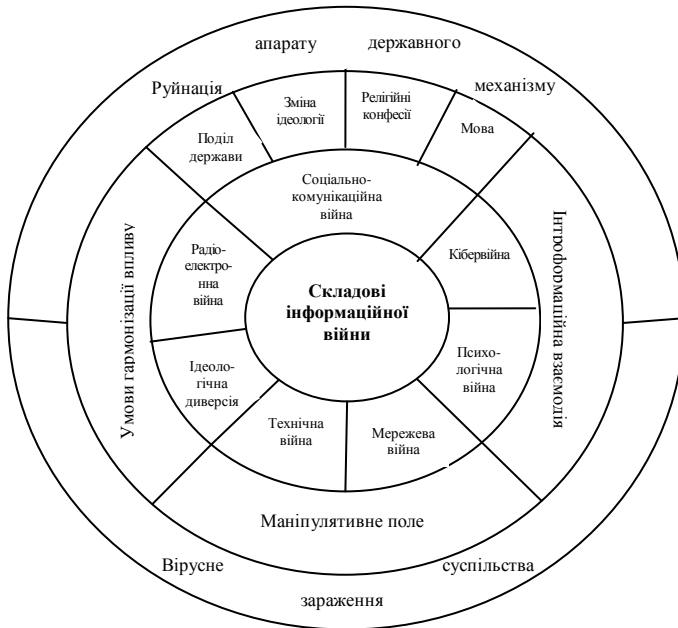 апарату державного
Руйнація
механізму
Зміна
ідеології
Релігійні
конфесії
Поділ
держави
Мова
Соціально-
комунікаційна
війна
Умови гармонізації впливу
Радіо-
електро-
нна
війна
Кібервійна
Інтроформаційна взаємодія
Складові
інформаційної
війни
Ідеоло-
гічна
диверсія
Психо-
логічна
війна
Технічна
війна
Мережева
війна
Маніпулятивне поле
Вірусне
суспільства
зараження